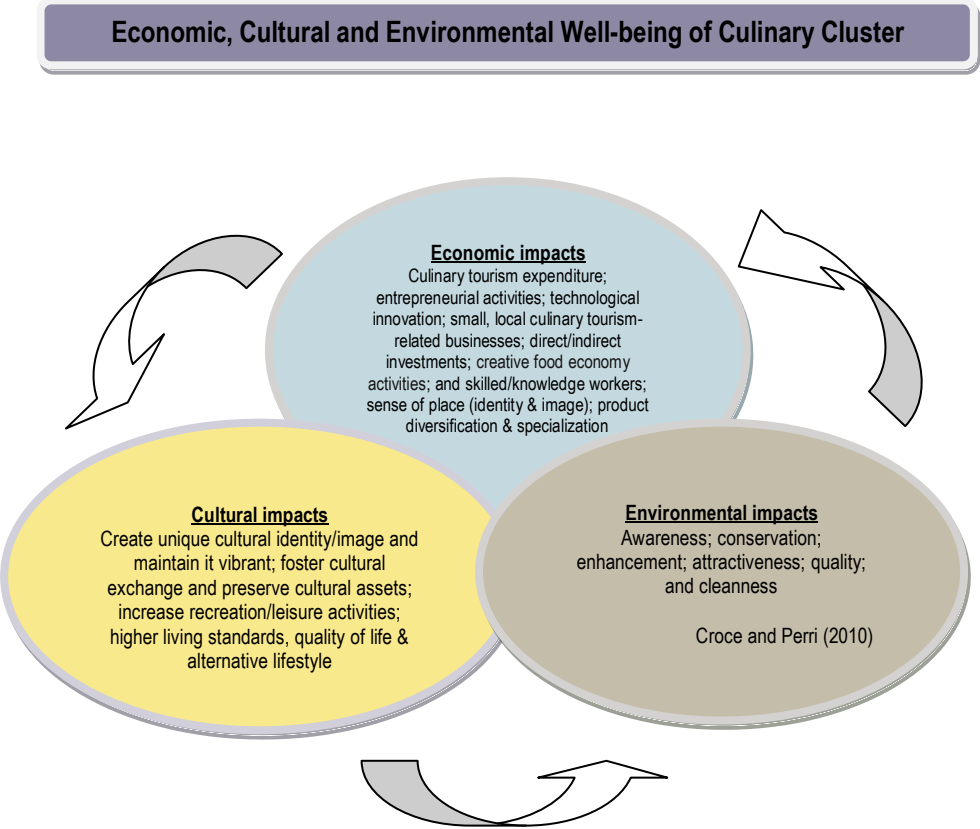 Economic, Cultural and Environmental Well-being of Culinary Cluster
Economic impacts
Culinary tourism expenditure;
entrepreneurial activities; technological
innovation; small, local culinary tourism-
related businesses; direct/indirect
investments; creative food economy
activities; and skilled/knowledge workers;
sense of place (identity & image); product
diversification & specialization
Cultural impacts
Create unique cultural identity/image and
maintain it vibrant; foster cultural
exchange and preserve cultural assets;
increase recreation/leisure activities;
higher living standards, quality of life &
alternative lifestyle
Environmental impacts
Awareness; conservation;
enhancement; attractiveness; quality;
and cleanness
Croce and Perri (2010)